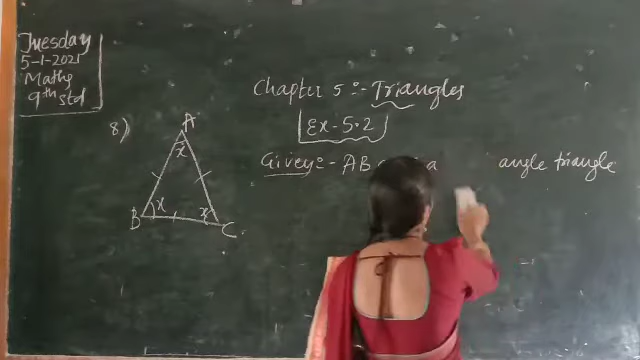 Tuesday
5-1-2021
Maths
9th std
Chapter 5 :- Triangles
Ex-5.2
8)
A
x
B
x
x
C
Given :- AB a angle triangle